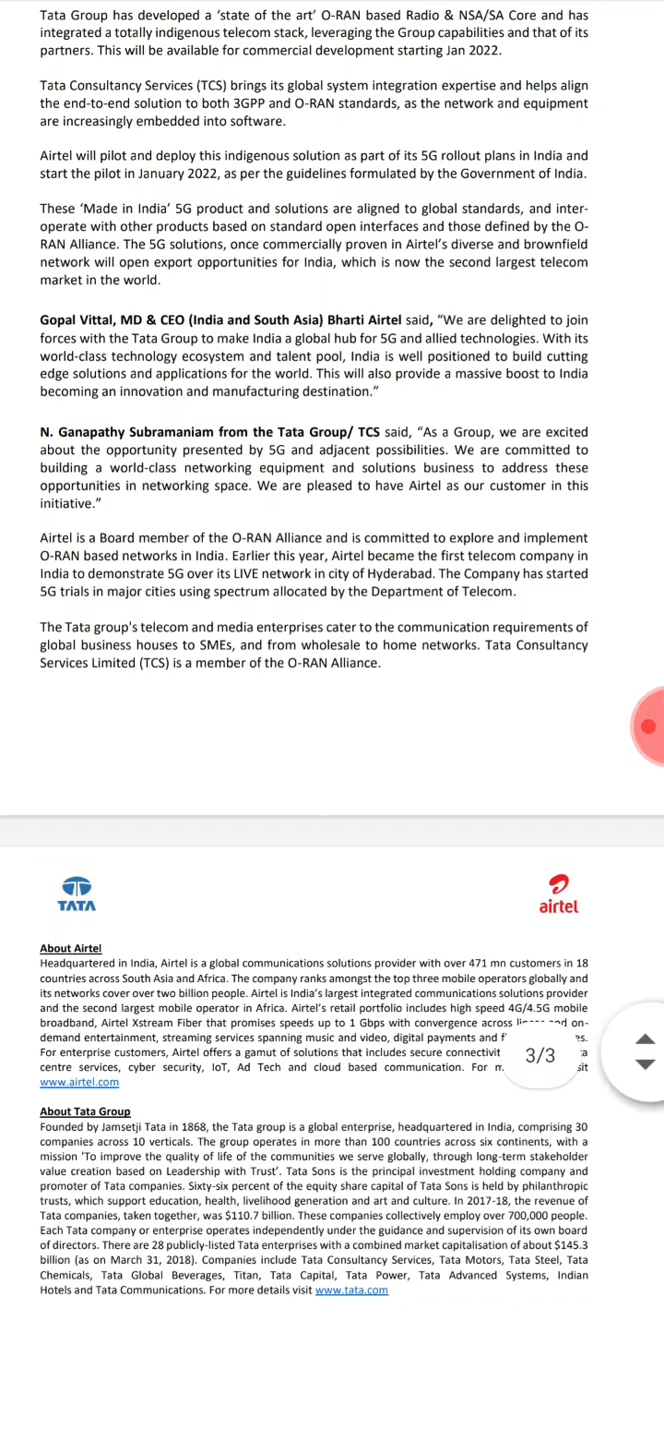 Tata Group has developed a ‘state of the art’ O-RAN based Radio & NSA/SA Core and has
integrated a totally indigenous telecom stack, leveraging the Group capabilities and that of its
partners. This will be available for commercial development starting Jan 2022.
Tata Consultancy Services (TCS) brings its global system integration expertise and helps align
the end-to-end solution to both 3GPP and O-RAN standards, as the network and equipment
are increasingly embedded into software.
Airtel will pilot and deploy this indigenous solution as part of its 5G rollout plans in India and
start the pilot in January 2022, as per the guidelines formulated by the Government of India.
These ‘Made in India’ 5G product and solutions are aligned to global standards, and inter-
operate with other products based on standard open interfaces and those defined by the O-
RAN Alliance. The 5G solutions, once commercially proven in Airtel’s diverse and brownfield
network will open export opportunities for India, which is now the second largest telecom
market in the world.
Gopal Vittal, MD & CEO (India and South Asia) Bharti Airtel said, “We are delighted to join
forces with the Tata Group to make India a global hub for 5G and allied technologies. With its
world-class technology ecosystem and talent pool, India is well positioned to build cutting
edge solutions and applications for the world. This will also provide a massive boost to India
becoming an innovation and manufacturing destination.”
N. Ganapathy Subramaniam from the Tata Group/ TCS said, “As a Group, we are excited
about the opportunity presented by 5G and adjacent possibilities. We are committed to
building a world-class networking equipment and solutions business to address these
opportunities in networking space. We are pleased to have Airtel as our customer in this
initiative.”
Airtel is a Board member of the O-RAN Alliance and is committed to explore and implement
O-RAN based networks in India. Earlier this year, Airtel became the first telecom company in
India to demonstrate 5G over its LIVE network in city of Hyderabad. The Company has started
5G trials in major cities using spectrum allocated by the Department of Telecom.
The Tata group's telecom and media enterprises cater to the communication requirements of
global business houses to SMEs, and from wholesale to home networks. Tata Consultancy
Services Limited (TCS) is a member of the O-RAN Alliance.
TATA
airtel
About Airtel
Headquartered in India, Airtel is a global communications solutions provider with over 471 mn customers in 18
countries across South Asia and Africa. The company ranks amongst the top three mobile operators globally and
its networks cover over two billion people. Airtel is India’s largest integrated communications solutions provider
and the second largest mobile operator in Africa. Airtel’s retail portfolio includes high speed 4G/4.5G mobile
broadband, Airtel Xstream Fiber that promises speeds up to 1 Gbps with convergence across on-
demand entertainment, streaming services spanning music and video, digital payments and
For enterprise customers, Airtel offers a gamut of solutions that includes secure
centre services, cyber security, IoT, Ad Tech and cloud based communication. For
www.airtel.com
3/3
About Tata Group
Founded by Jamsetji Tata in 1868, the Tata group is a global enterprise, headquartered in India, comprising 30
companies across 10 verticals. The group operates in more than 100 countries across six continents, with a
mission 'To improve the quality of life of the communities we serve globally, through long-term stakeholder
value creation based on Leadership with Trust’. Tata Sons is the principal investment holding company and
promoter of Tata companies. Sixty-six percent of the equity share capital of Tata Sons is held by philanthropic
trusts, which support education, health, livelihood generation and art and culture. In 2017-18, the revenue of
Tata companies, taken together, was $110.7 billion. These companies collectively employ over 700,000 people.
Each Tata company or enterprise operates independently under the guidance and supervision of its own board
of directors. There are 28 publicly-listed Tata enterprises with a combined market capitalisation of about $145.3
billion (as on March 31, 2018). Companies include Tata Consultancy Services, Tata Motors, Tata Steel, Tata
Chemicals, Tata Global Beverages, Titan, Tata Capital, Tata Power, Tata Advanced Systems, Indian
Hotels and Tata Communications. For more details visit www.tata.com